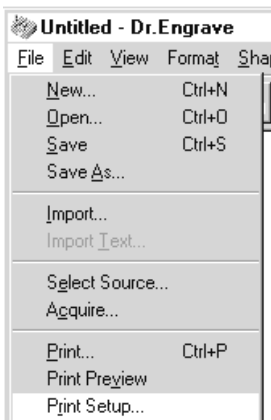 Untitled - Dr.Engrave
File Edit View Format Sha
New... Ctrl+N
Open... Ctrl+O
Save Ctrl+S
Save As...
Import...
Import Text...
Select Source...
Acquire...
Print... Ctrl+P
Print Preview
Print Setup...